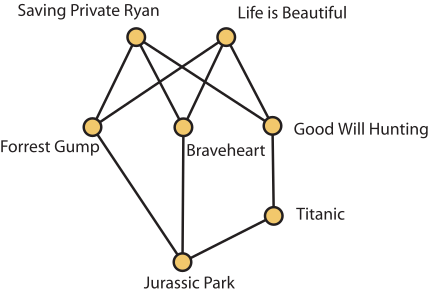 Saving Private Ryan
Life is Beautiful
Forrest Gump
Braveheart
Good Will Hunting
Titanic
Jurassic Park